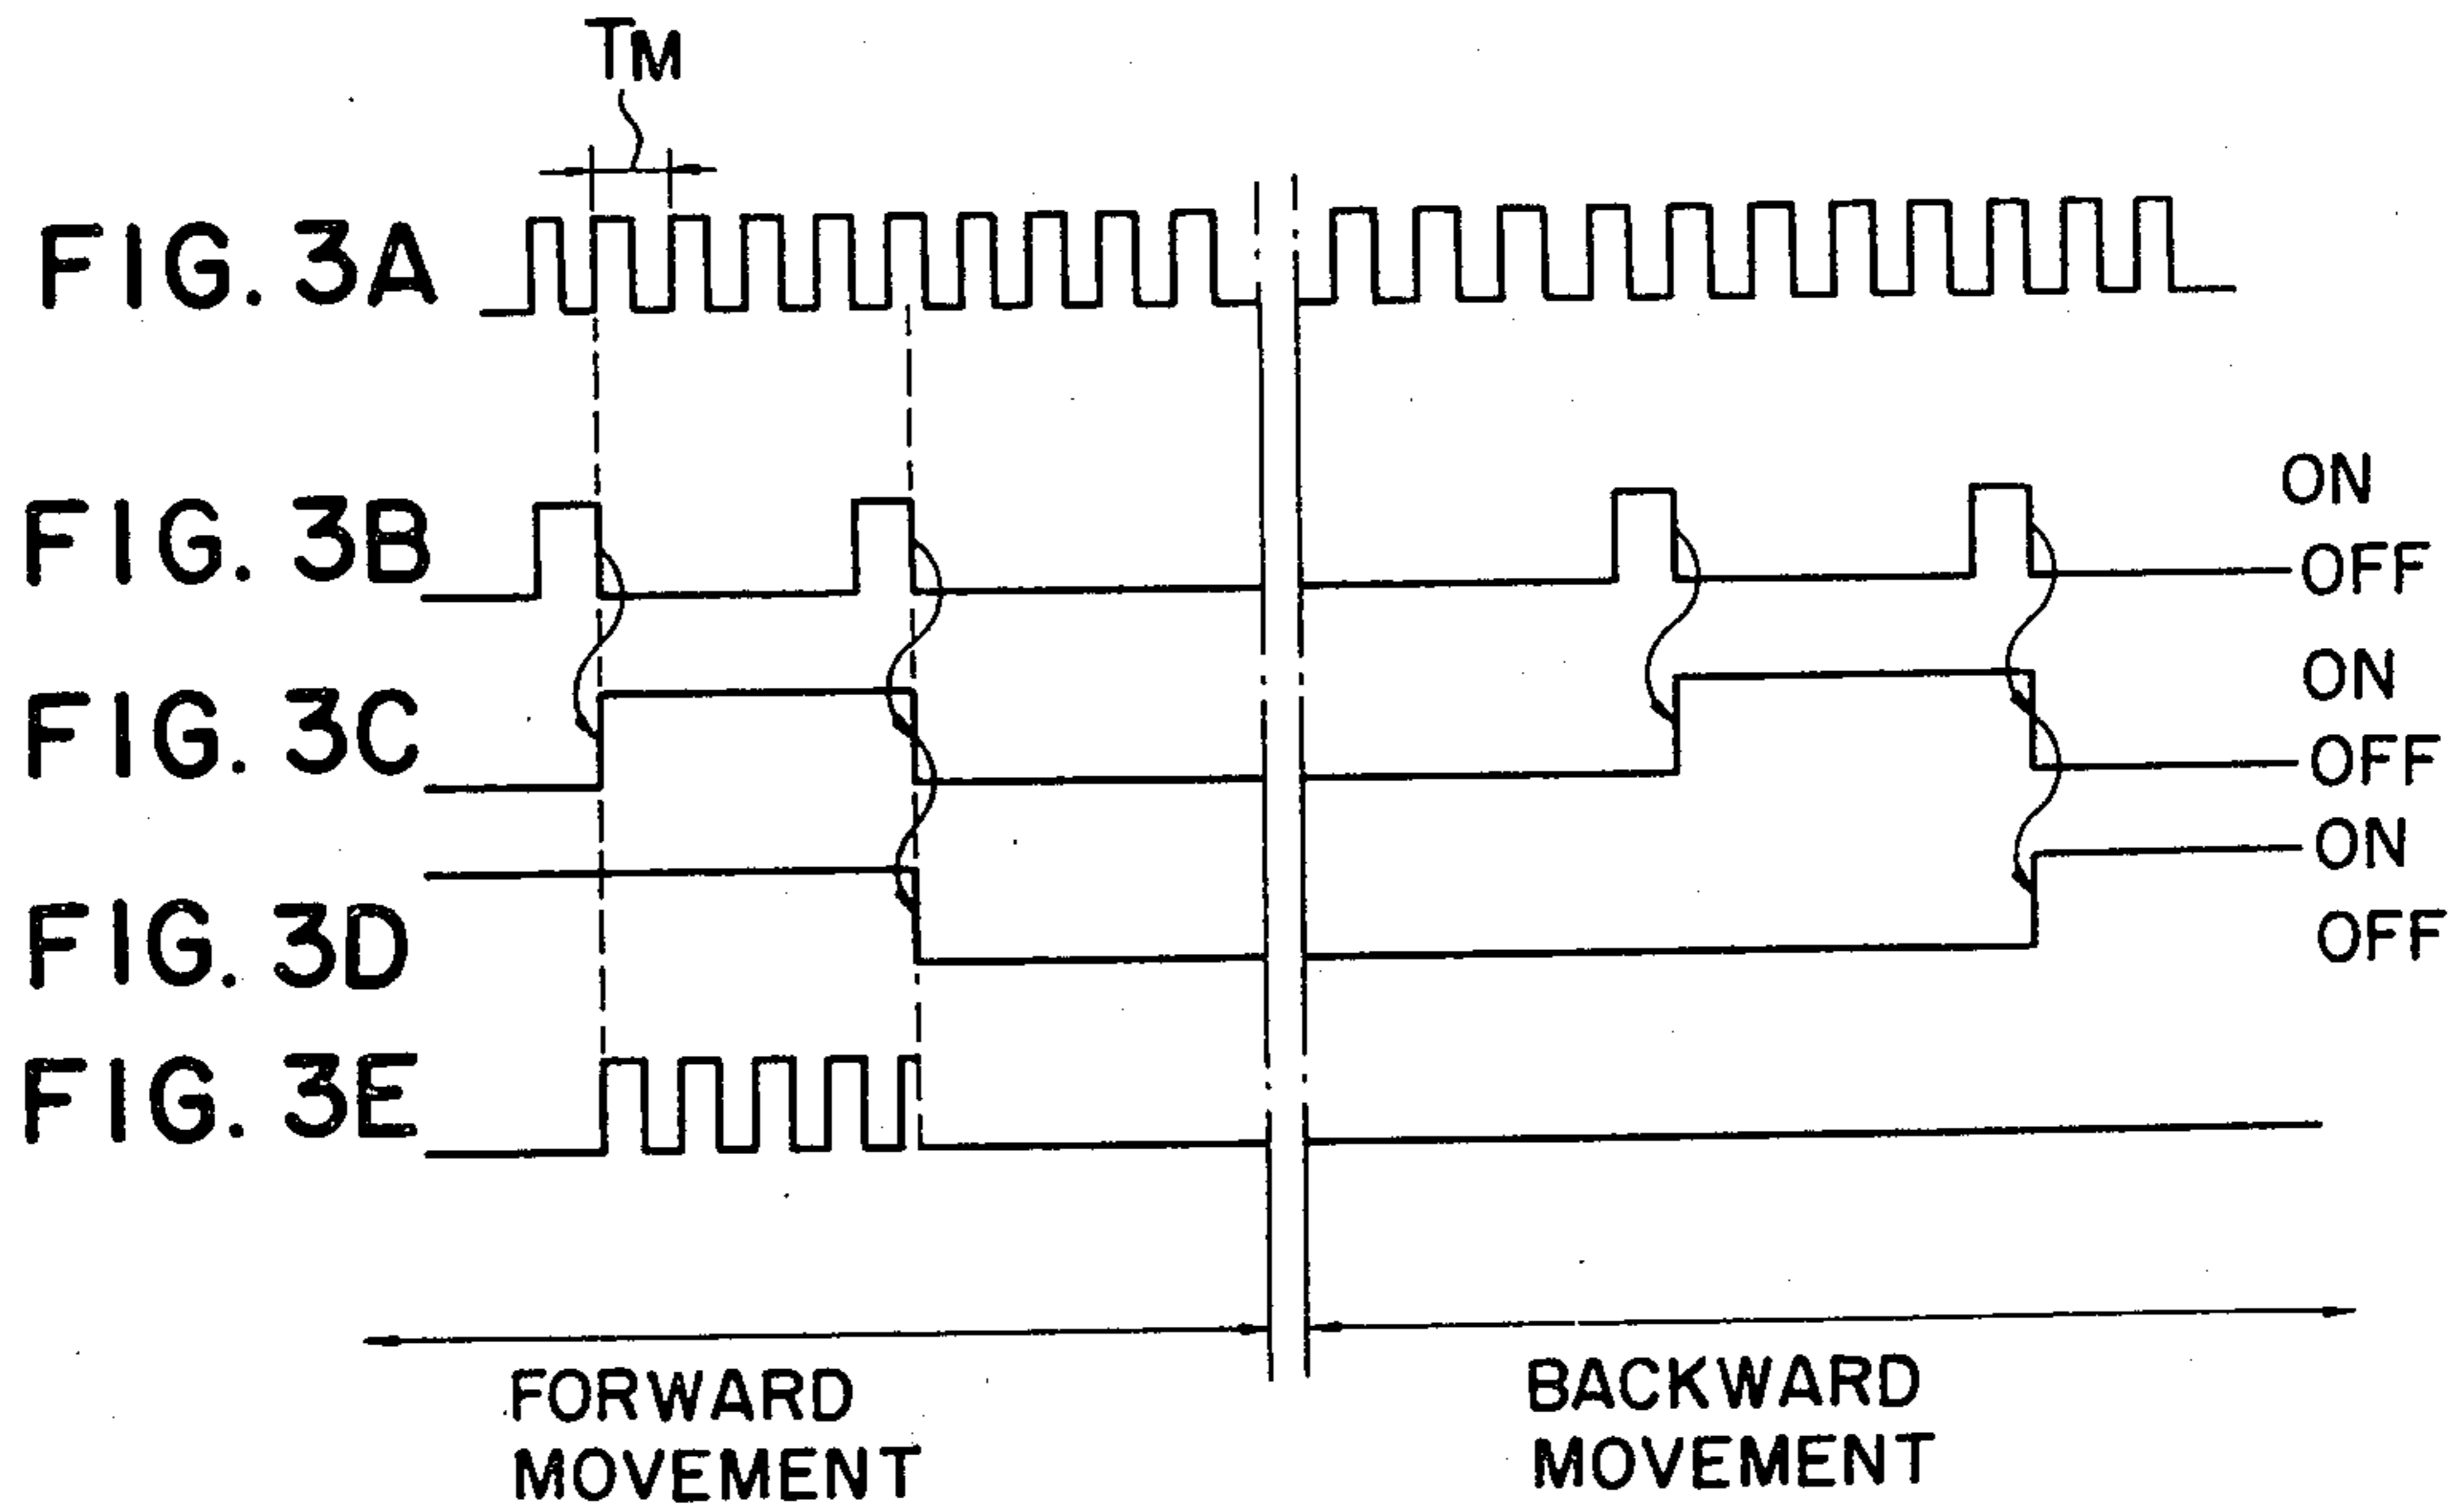 TM
FIG. 3A
FIG. 3B
ON
OFF
FIG. 3C
ON
OFF
FIG. 3D
ON
OFF
FIG. 3E
FORWARD
MOVEMENT
BACKWARD
MOVEMENT